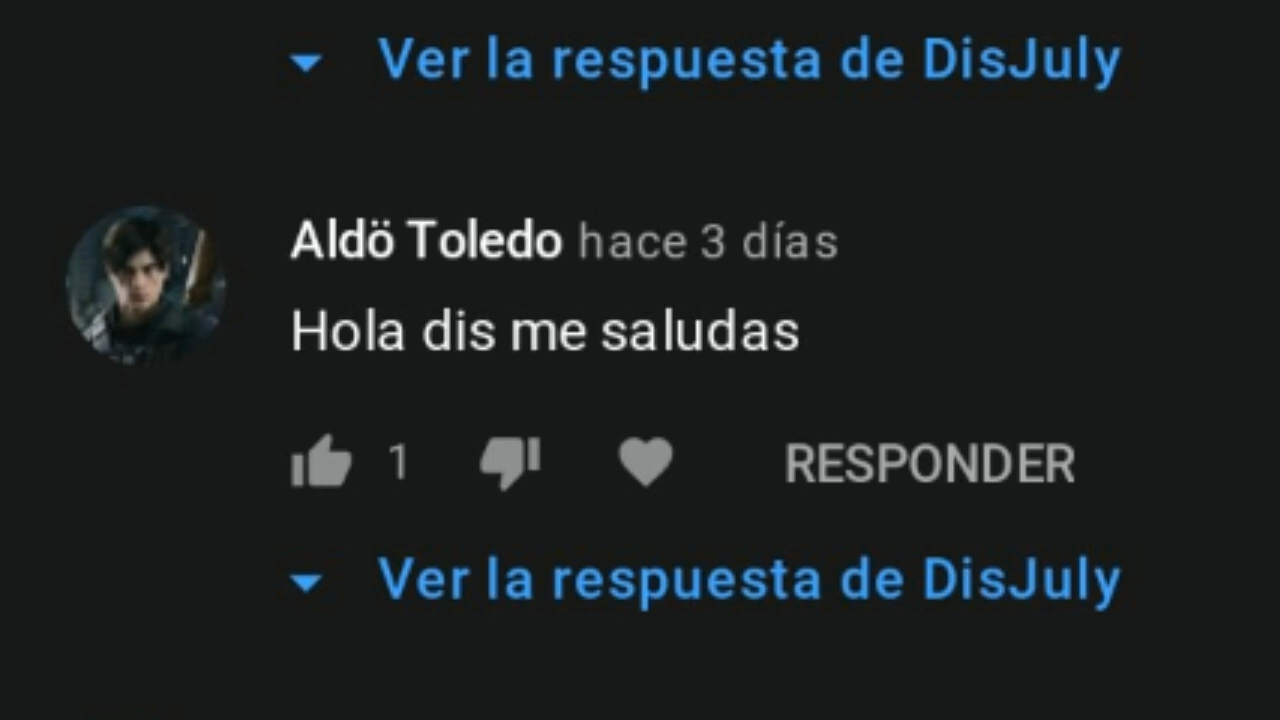 Ver la respuesta de DisJuly
Aldö Toledo hace 3 días
Hola dis me saludas
1 RESPONDER
Ver la respuesta de DisJuly